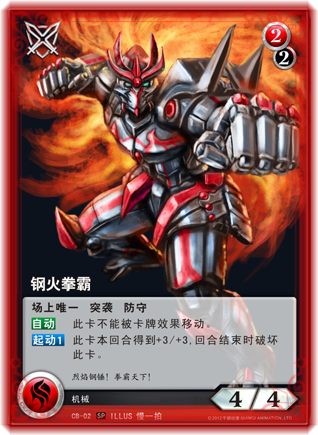 2
2
钢火拳霸
场上唯一 突袭 防守
自动 此卡不能被卡牌效果移动。
起动1 此卡本回合得到+3/+3,回合结束时破坏
此卡。
烈焰钢锤!拳霸天下!
机械
4/4
CB-02 SP ILLUS 慢一拍